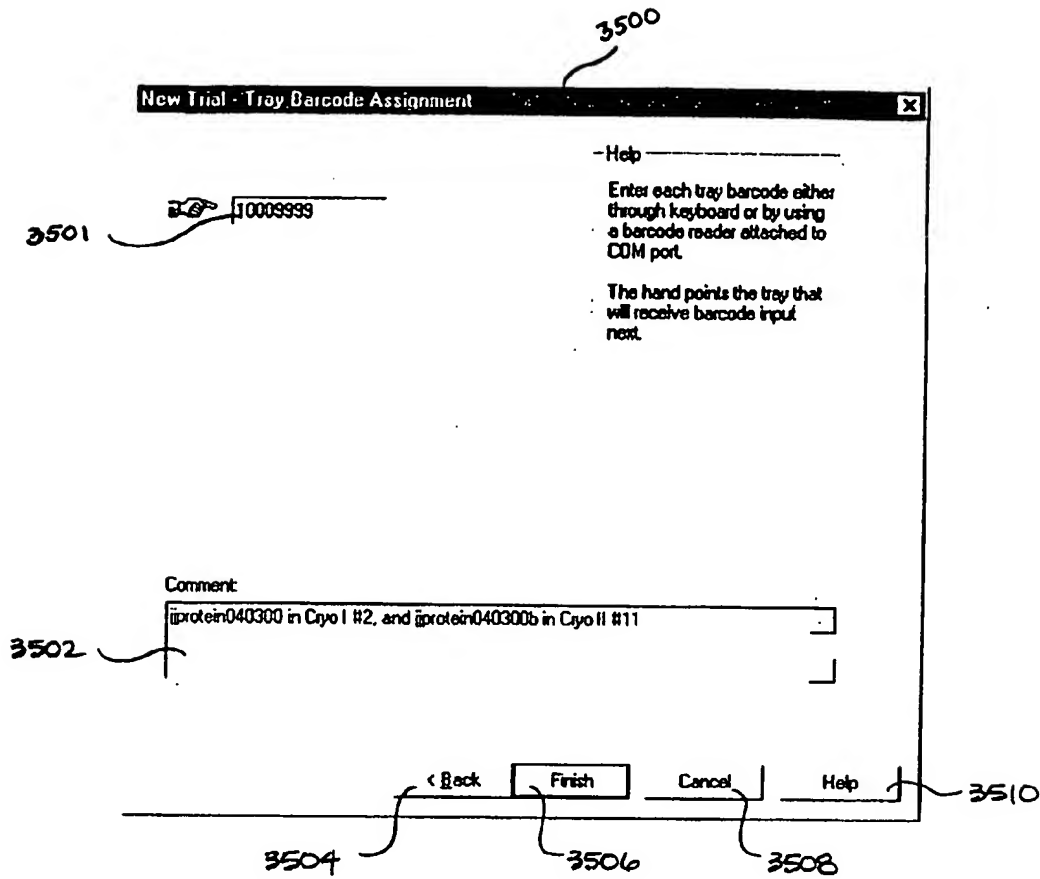 3500
New Trial - Tray Barcode Assignment
Help
Enter each tray barcode either
through keyboard or by using
a barcode reader attached to
COM port.
The hand points the tray that
will receive barcode input
next.
10009999
3501
Comment:
jjprotein040300 in Cryo I #2, and jjprotein040300b in Cryo II #11
3502
< Back
Finish
Cancel
Help
3510
3504
3506
3508